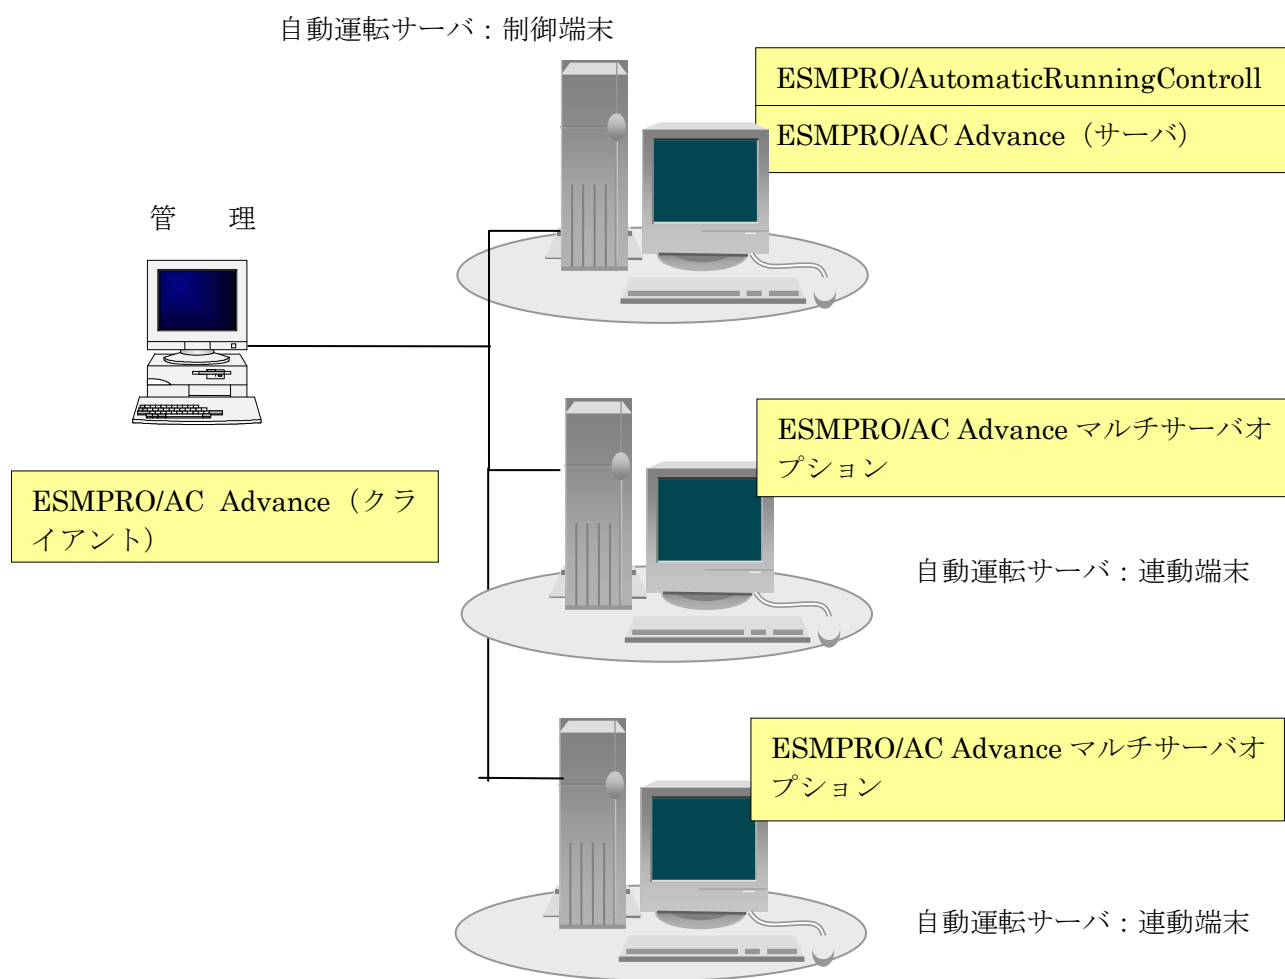 自動運転サーバ：制御端末
ESMPRO/AutomaticRunningControll
ESMPRO/AC Advance（サーバ）
管　理
ESMPRO/AC Advance マルチサーバオ
プション
ESMPRO/AC Advance（クラ
イアント）
自動運転サーバ：連動端末
ESMPRO/AC Advance マルチサーバオ
プション
自動運転サーバ：連動端末